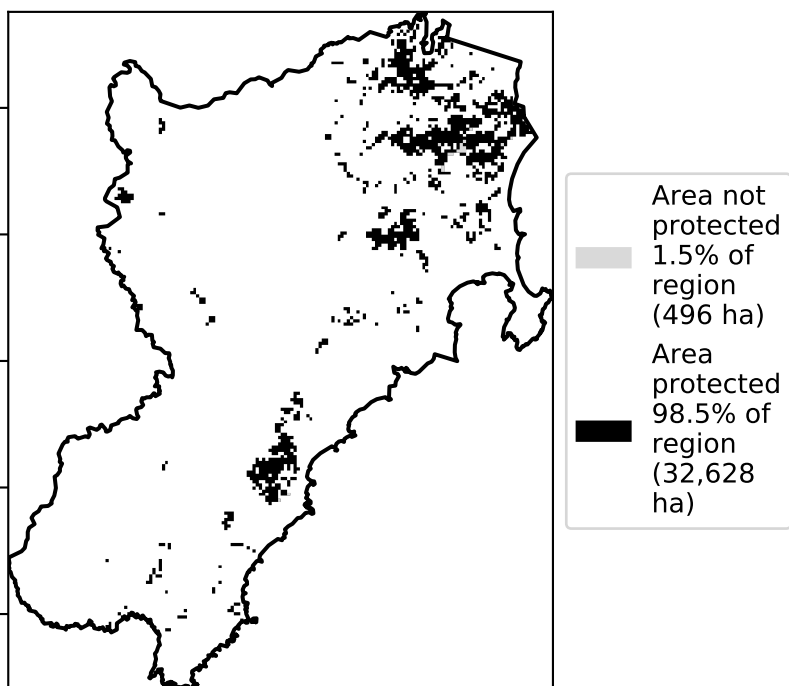 Area not
protected
1.5% of
region
(496 ha)
Area
protected
98.5% of
region
(32,628
ha)